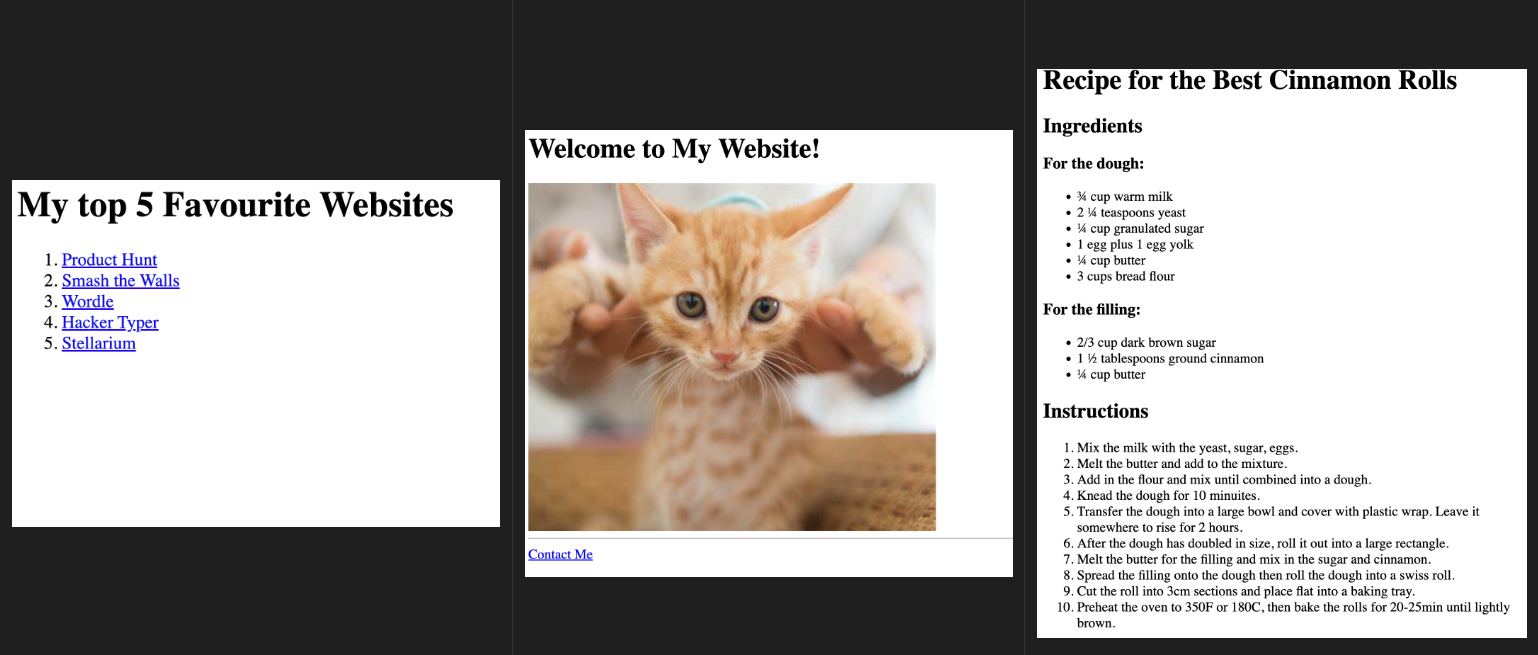 My top 5 Favourite Websites
1. Product Hunt
2. Smash the Walls
3. Wordle
4. Hacker Typer
5. Stellarium
Welcome to My Website!
Contact Me
Recipe for the Best Cinnamon Rolls
Ingredients
For the dough:
• ¾ cup warm milk
• 2 ¼ teaspoons yeast
• ¼ cup granulated sugar
• 1 egg plus 1 egg yolk
• ¼ cup butter
• 3 cups bread flour
For the filling:
• 2/3 cup dark brown sugar
• 1 ½ tablespoons ground cinnamon
• ¼ cup butter
Instructions
1. Mix the milk with the yeast, sugar, eggs.
2. Melt the butter and add to the mixture.
3. Add in the flour and mix until combined into a dough.
4. Knead the dough for 10 minuites.
5. Transfer the dough into a large bowl and cover with plastic wrap. Leave it
somewhere to rise for 2 hours.
6. After the dough has doubled in size, roll it out into a large rectangle.
7. Melt the butter for the filling and mix in the sugar and cinnamon.
8. Spread the filling onto the dough then roll the dough into a swiss roll.
9. Cut the roll into 3cm sections and place flat into a baking tray.
10. Preheat the oven to 350F or 180C, then bake the rolls for 20-25min until lightly
brown.